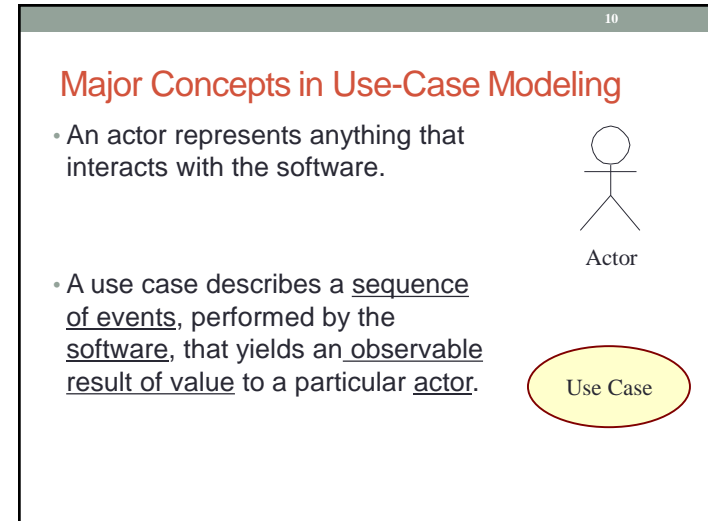 10
Major Concepts in Use-Case Modeling
• An actor represents anything that
interacts with the software.
Actor
• A use case describes a sequence
of events, performed by the
software, that yields an observable
result of value to a particular actor.
Use Case